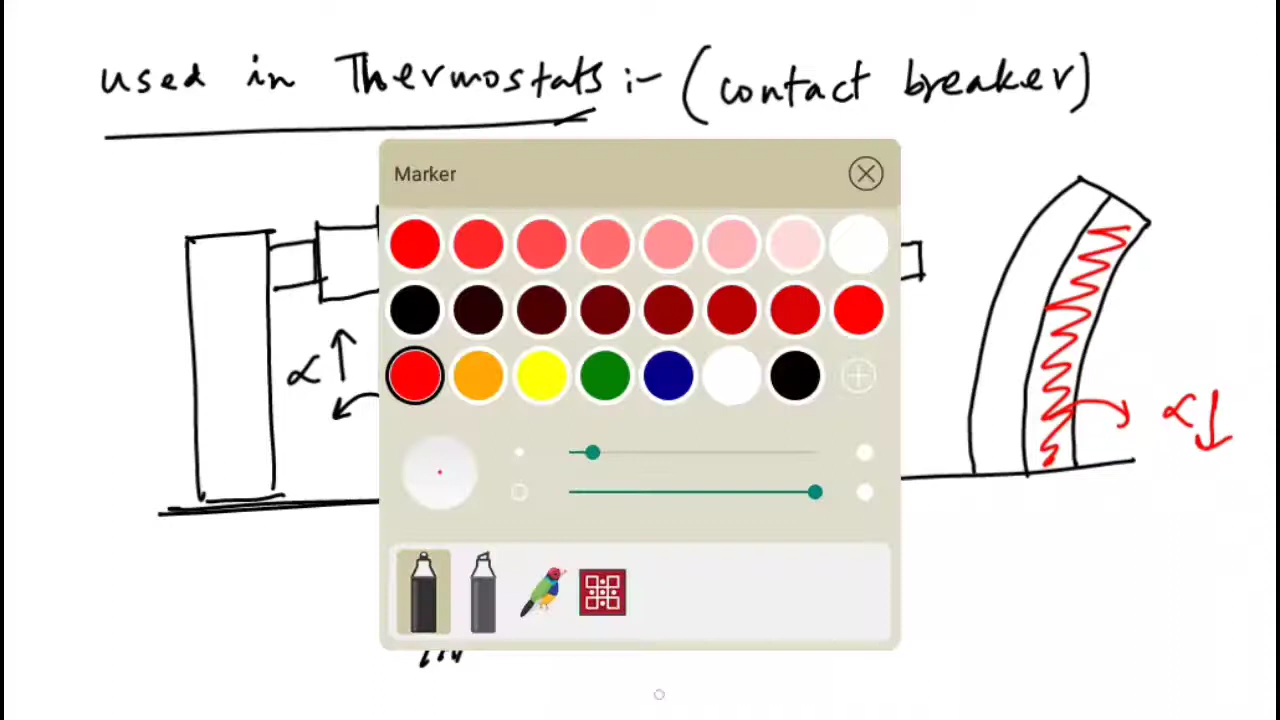 used in Thermostats :- (contact breaker)
Marker
α ↑
α ↓